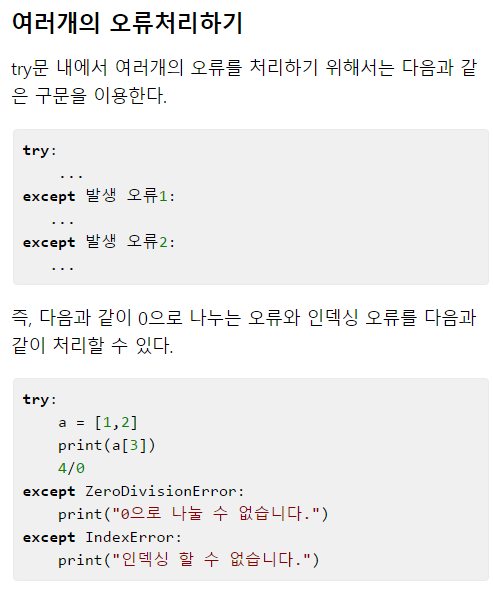 여러개의 오류처리하기
try문 내에서 여러개의 오류를 처리하기 위해서는 다음과 같
은 구문을 이용한다.
try:
    ...
except 발생 오류1:
   ...
except 발생 오류2:
   ...
즉, 다음과 같이 0으로 나누는 오류와 인덱싱 오류를 다음과
같이 처리할 수 있다.
try:
    a = [1,2]
    print(a[3])
    4/0
except ZeroDivisionError:
    print("0으로 나눌 수 없습니다.")
except IndexError:
    print("인덱싱 할 수 없습니다.")